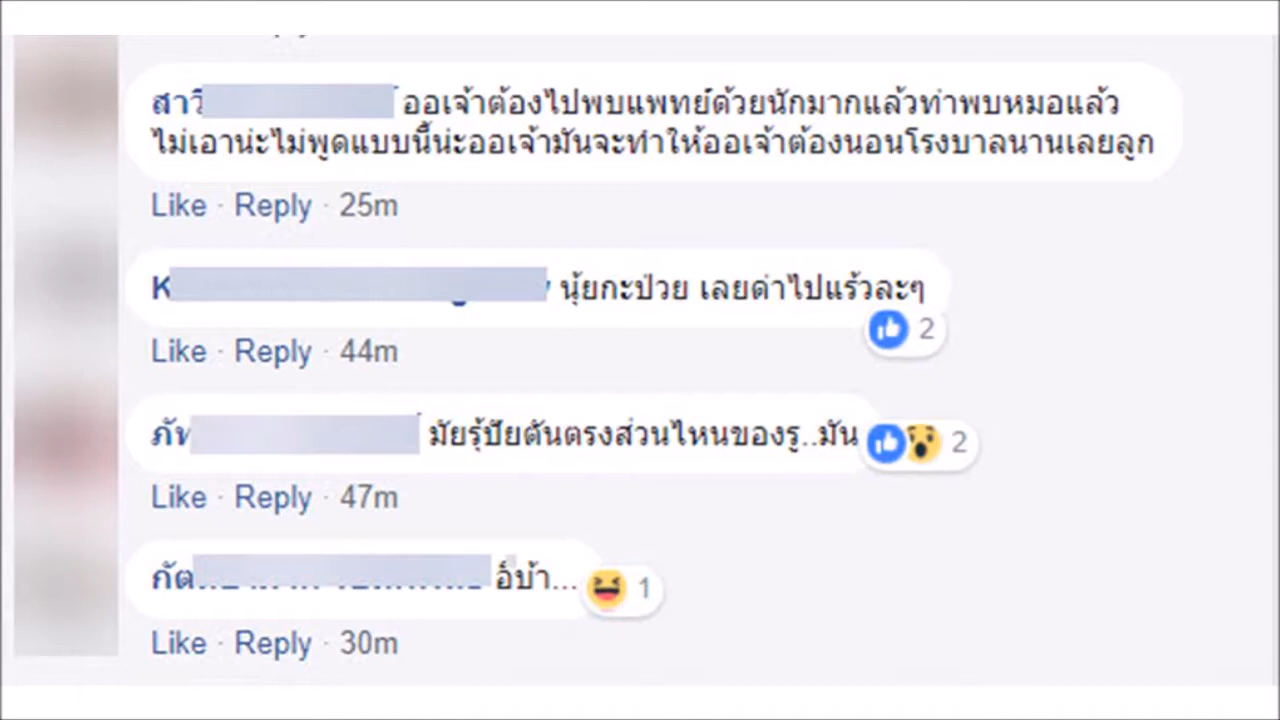 ออเจ้าต้องไปพบแพทย์ด้วยนักมากแล้วท่าพบหมอแล้ว
ไม่เอาน่ะไม่พูดแบบนี้น่ะออเจ้ามันจะทำให้ออเจ้าต้องนอนโรงบาลนานเลยลูก
Like · Reply · 25m
นุ้ยกะป่วย เลยด่าไปแร้วละๆ
2
Like · Reply · 44m
มัยรุ้ปัยตันตรงส่วนไหนของรู..มัน
2
Like · Reply · 47m
อิ่บ้า...
1
Like · Reply · 30m